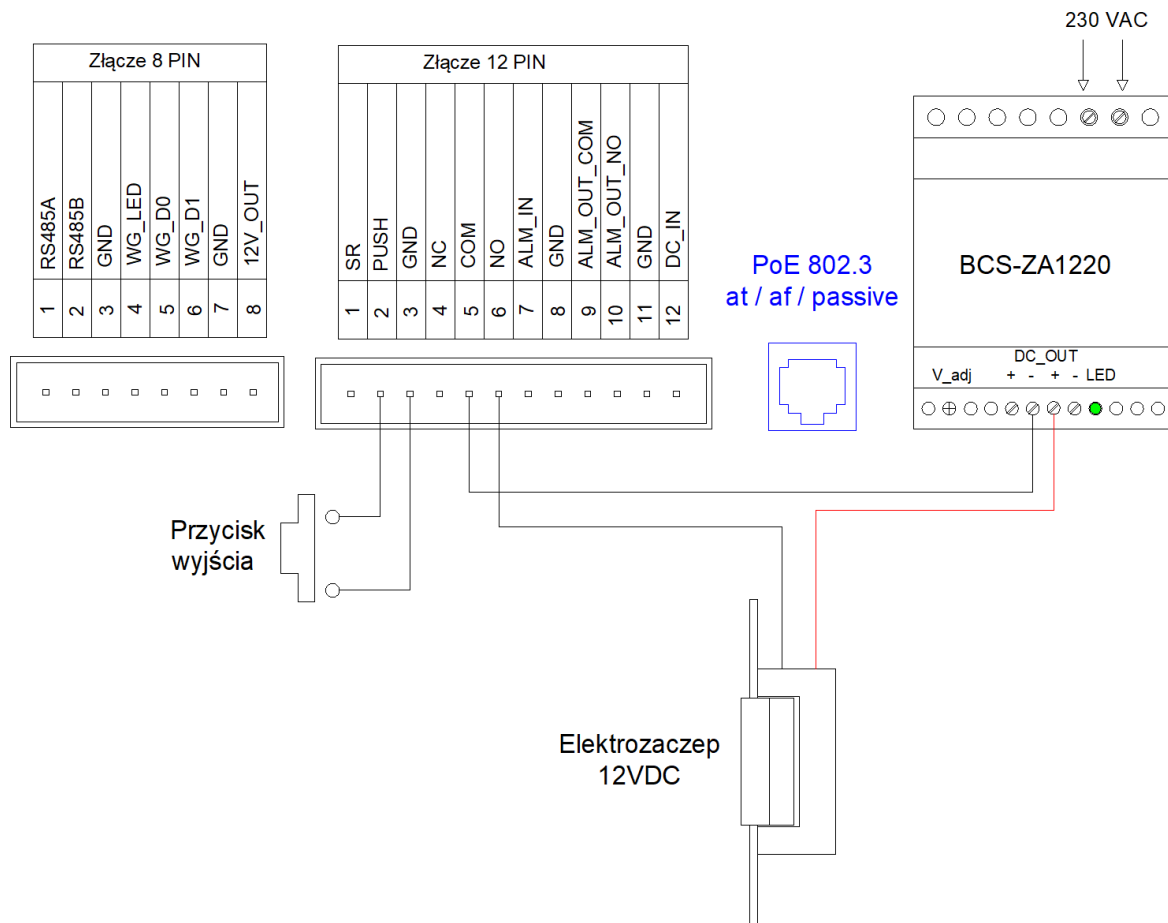 230 VAC
Złącze 8 PIN
RS485A
RS485B
GND
WG_LED
WG_D0
WG_D1
GND
12V_OUT
1
2
3
4
5
6
7
8
Złącze 12 PIN
SR
PUSH
GND
NC
COM
NO
ALM_IN
GND
ALM_OUT_COM
ALM_OUT_NO
GND
DC_IN
1
2
3
4
5
6
7
8
9
10
11
12
PoE 802.3
at / af / passive
BCS-ZA1220
DC_OUT
V_adj + - + - LED
Przycisk
wyjścia
Elektrozaczep
12VDC